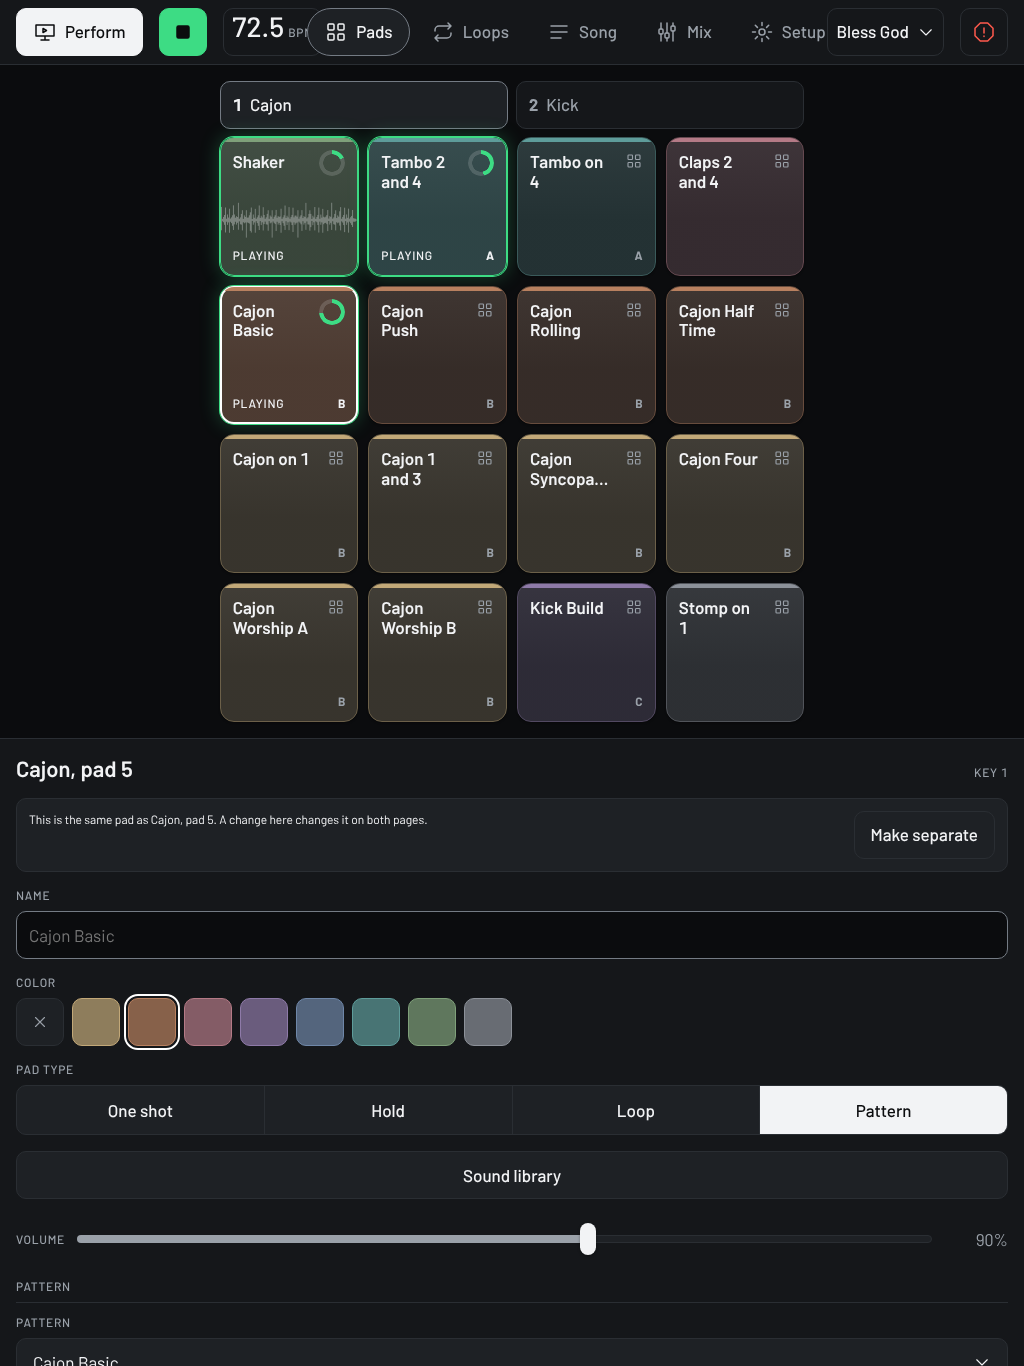 Perform
72.5 BPM
Pads
Loops
Song
Mix
Setup
Bless God
1 Cajon
2 Kick
Shaker
PLAYING
Tambo 2
and 4
PLAYING A
Tambo on
4
A
Claps 2
and 4
Cajon
Basic
PLAYING B
Cajon
Push
B
Cajon
Rolling
B
Cajon Half
Time
B
Cajon on 1
B
Cajon 1
and 3
B
Cajon
Syncopa...
B
Cajon Four
B
Cajon
Worship A
B
Cajon
Worship B
B
Kick Build
C
Stomp on
1
Cajon, pad 5
KEY 1
This is the same pad as Cajon, pad 5. A change here changes it on both pages.
Make separate
NAME
Cajon Basic
COLOR
PAD TYPE
One shot
Hold
Loop
Pattern
Sound library
VOLUME
90%
PATTERN
PATTERN
Cajon Basic